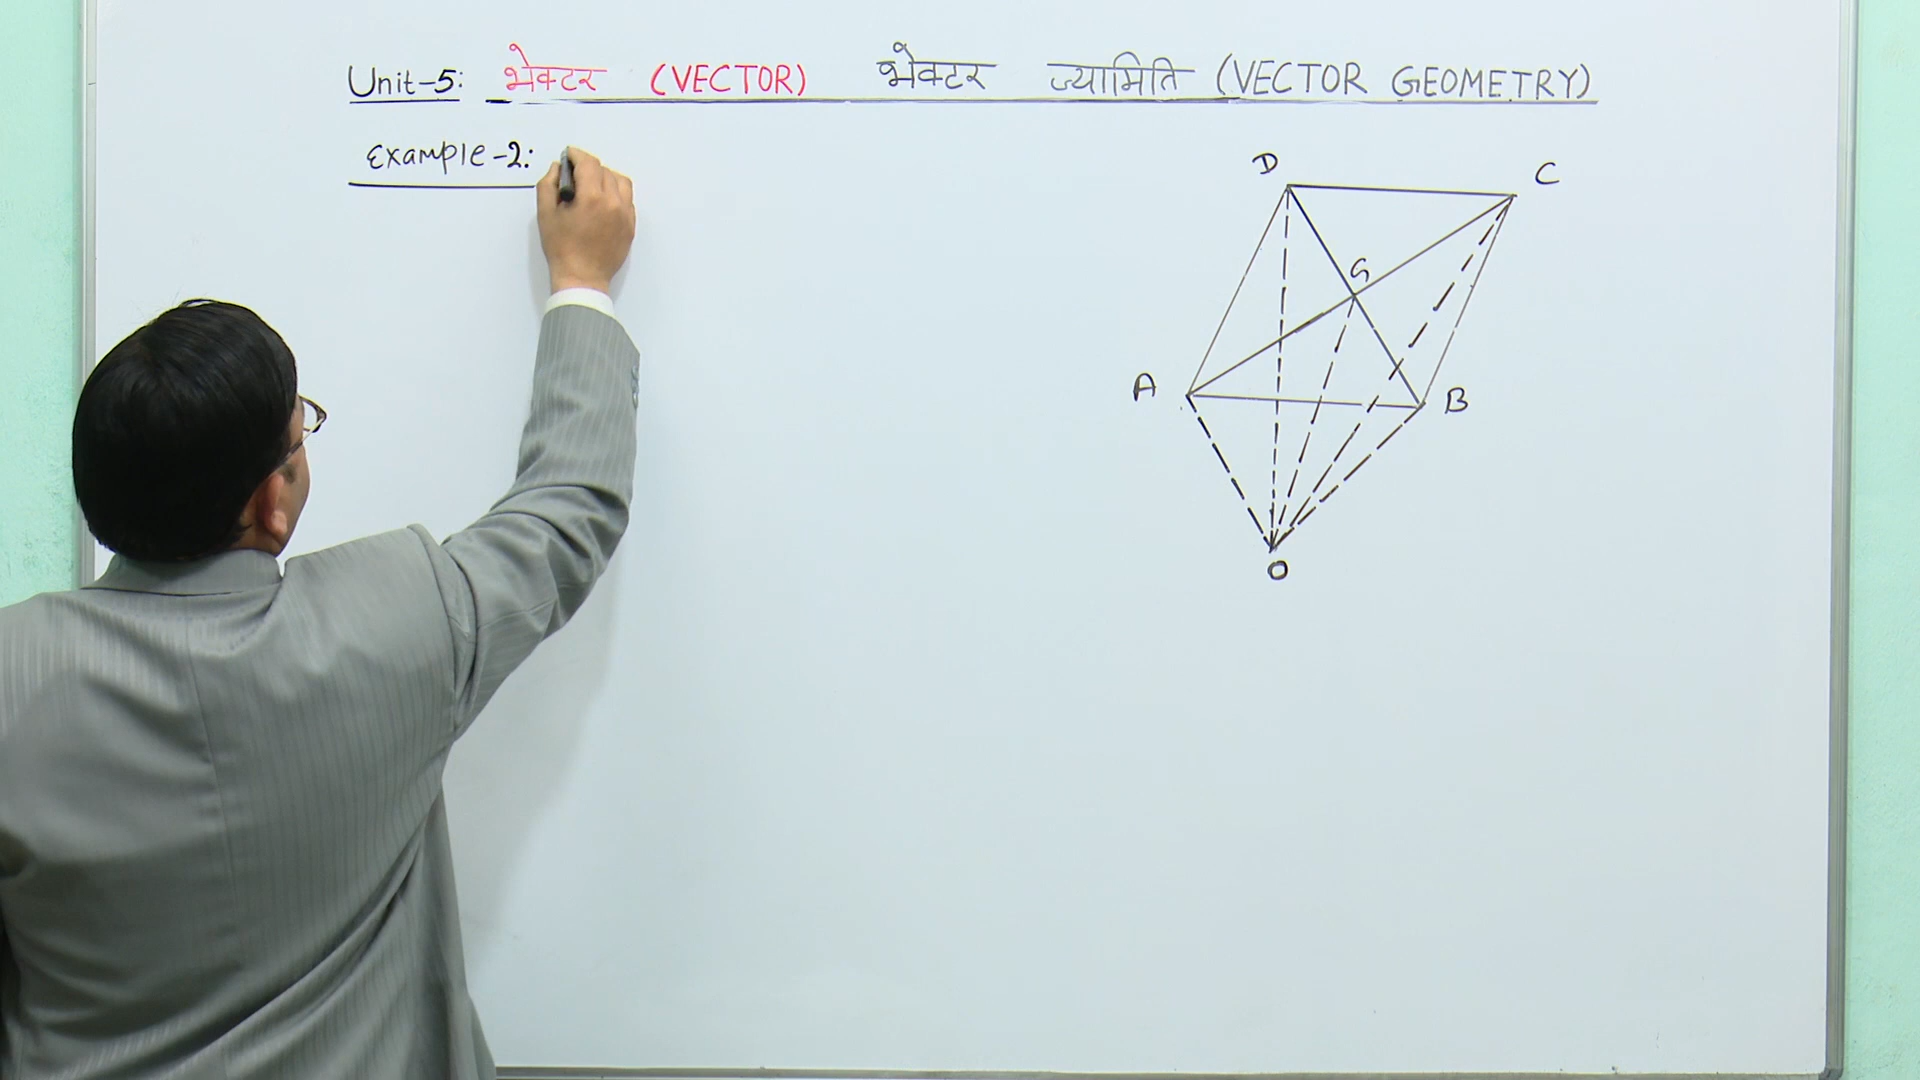 Unit-5: भेक्टर (VECTOR) भेक्टर ज्यामिति (VECTOR GEOMETRY)
Example-2:
D
C
G
A
B
O